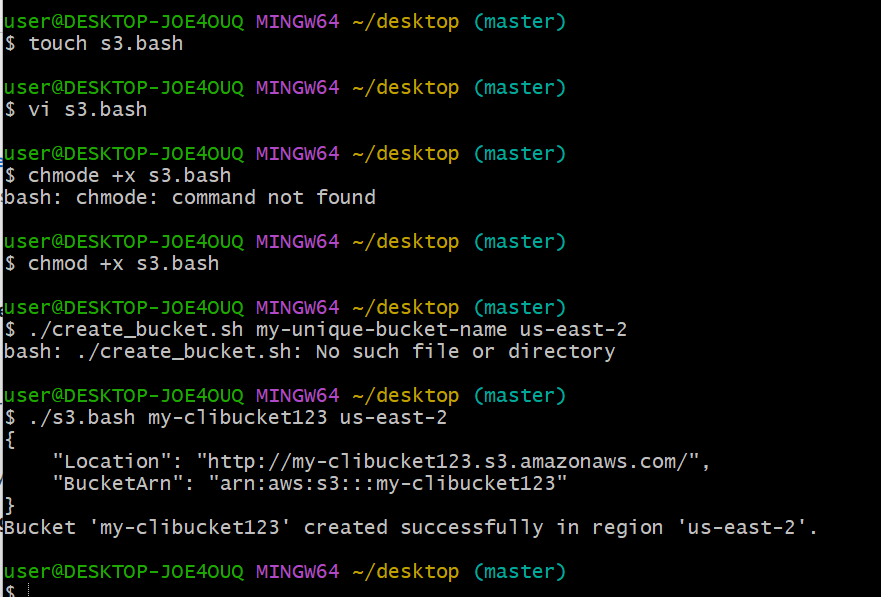 user@DESKTOP-JOE4OUQ MINGW64 ~/desktop (master)
$ touch s3.bash
user@DESKTOP-JOE4OUQ MINGW64 ~/desktop (master)
$ vi s3.bash
user@DESKTOP-JOE4OUQ MINGW64 ~/desktop (master)
$ chmode +x s3.bash
bash: chmode: command not found
user@DESKTOP-JOE4OUQ MINGW64 ~/desktop (master)
$ chmod +x s3.bash
user@DESKTOP-JOE4OUQ MINGW64 ~/desktop (master)
$ ./create_bucket.sh my-unique-bucket-name us-east-2
bash: ./create_bucket.sh: No such file or directory
user@DESKTOP-JOE4OUQ MINGW64 ~/desktop (master)
$ ./s3.bash my-clibucket123 us-east-2
{
    "Location": "http://my-clibucket123.s3.amazonaws.com/",
    "BucketArn": "arn:aws:s3:::my-clibucket123"
}
Bucket 'my-clibucket123' created successfully in region 'us-east-2'.
user@DESKTOP-JOE4OUQ MINGW64 ~/desktop (master)
$